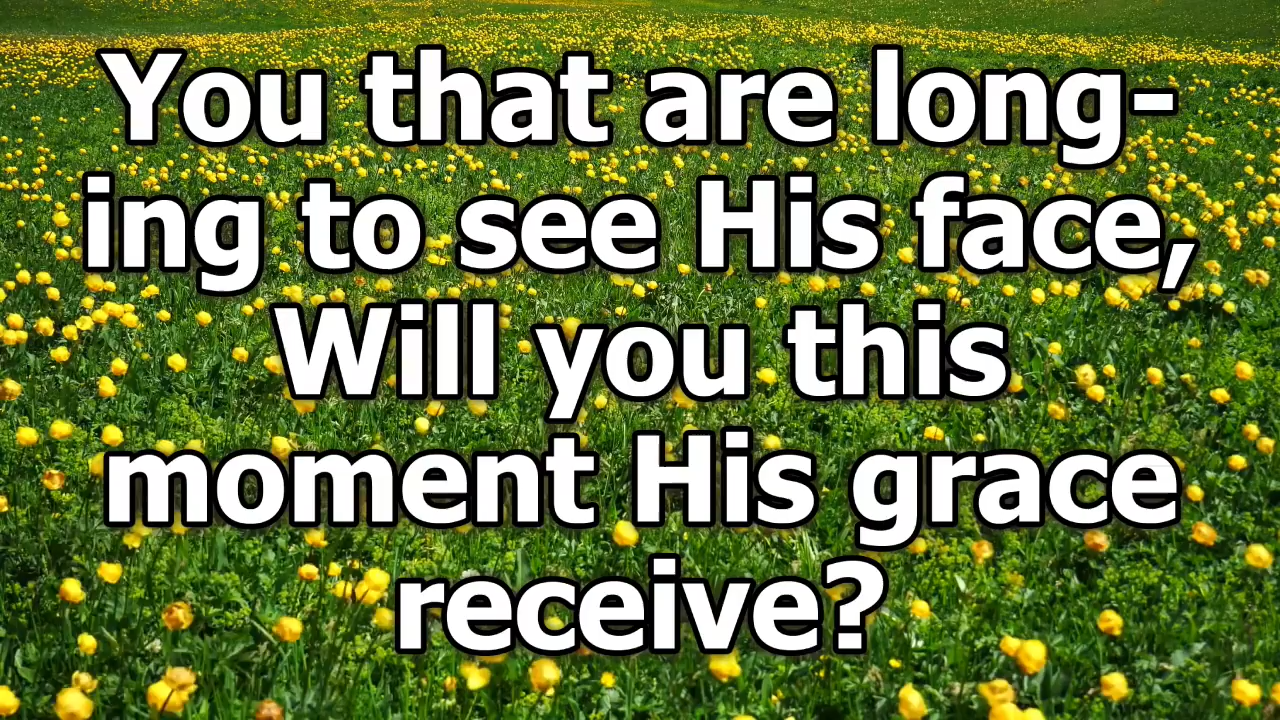 You that are long-
ing to see His face,
Will you this
moment His grace
receive?